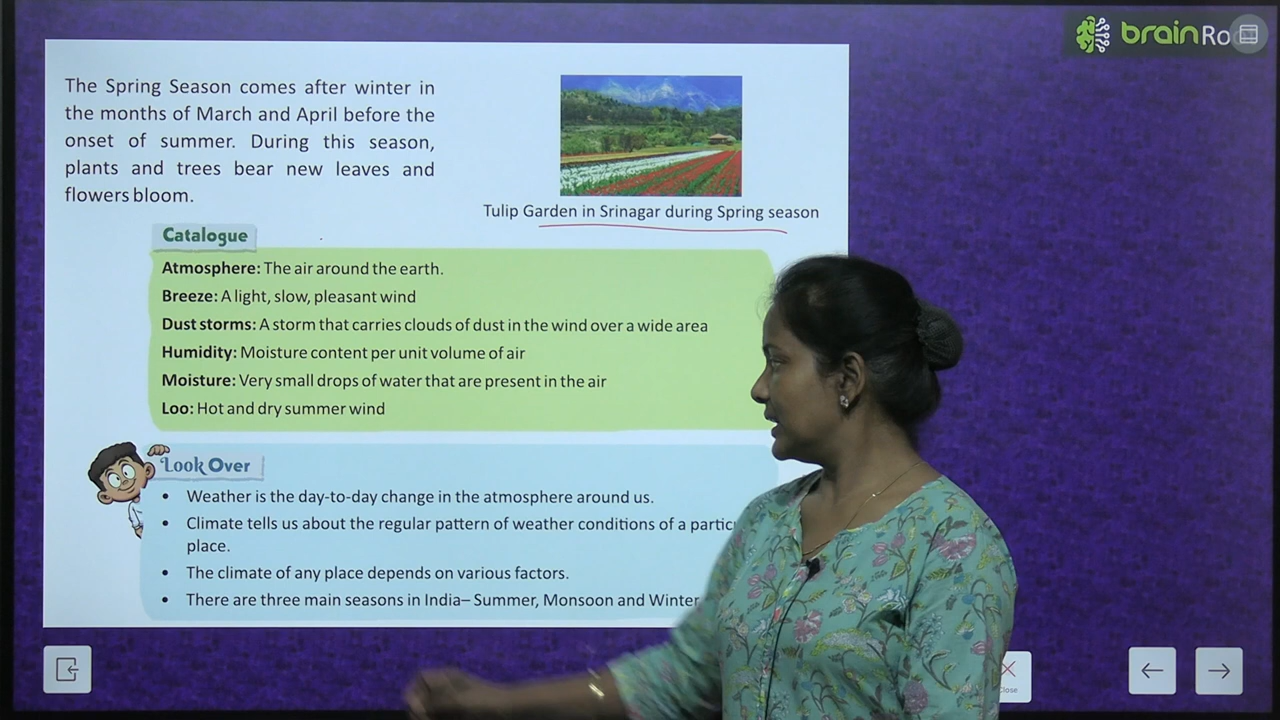 brainRo
The Spring Season comes after winter in
the months of March and April before the
onset of summer. During this season,
plants and trees bear new leaves and
flowers bloom.
Tulip Garden in Srinagar during Spring season
Catalogue
Atmosphere: The air around the earth.
Breeze: A light, slow, pleasant wind
Dust storms: A storm that carries clouds of dust in the wind over a wide area
Humidity: Moisture content per unit volume of air
Moisture: Very small drops of water that are present in the air
Loo: Hot and dry summer wind
Look Over
• Weather is the day-to-day change in the atmosphere around us.
• Climate tells us about the regular pattern of weather conditions of a
place.
• The climate of any place depends on various factors.
• There are three main seasons in India– Summer, Monsoon and Winter
Close